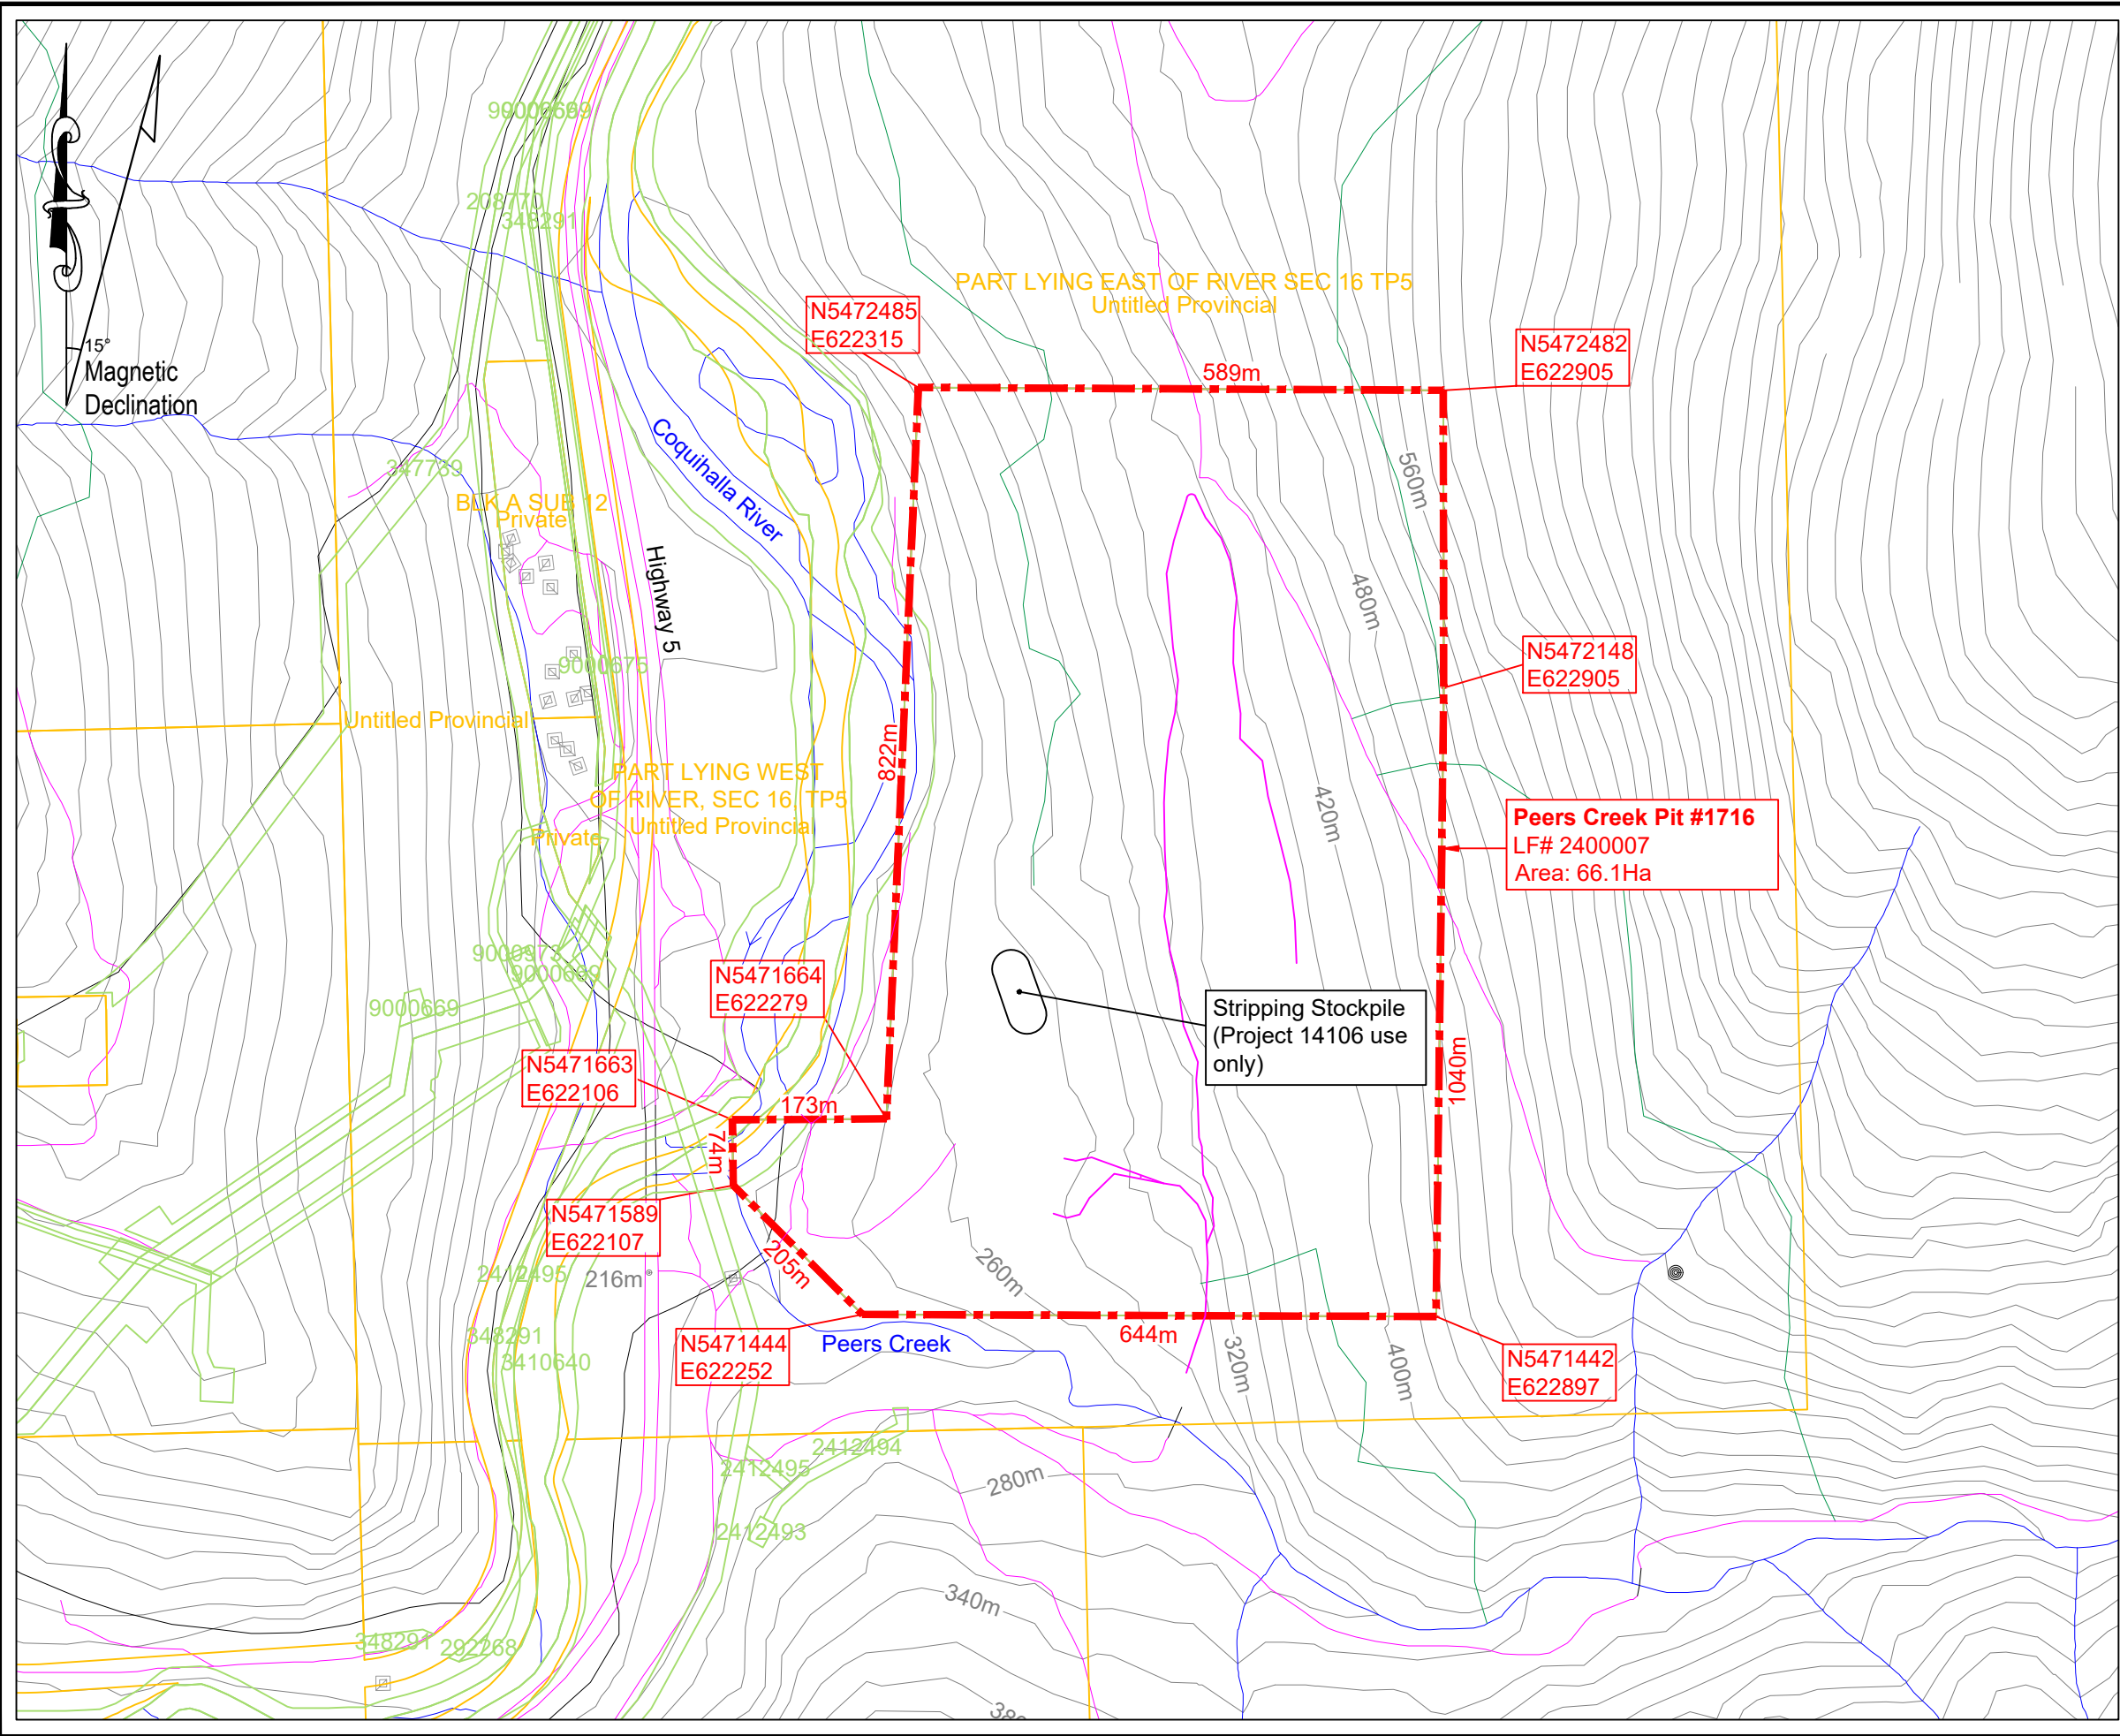 208770
348291
PART LYING EAST OF RIVER SEC 16 TP5
Untitled Provincial
N5472485
E622315
15°
Magnetic
Declination
N5472482
E622905
589m
Coquihalla River
347739
BLK A SUB 12
Private
560m
Highway 5
480m
9000675
N5472148
E622905
Untitled Provincial
822m
PART LYING WEST
OF RIVER, SEC 16, TP5
Untitled Provincial
Private
420m
Peers Creek Pit #1716
LF# 2400007
Area: 66.1Ha
9000973
9000669
9000669
N5471664
E622279
Stripping Stockpile
(Project 14106 use
only)
N5471663
E622106
173m
1040m
74m
N5471589
E622107
205m
2412495
216m
260m
348291
3410640
N5471444
E622252
Peers Creek
644m
320m
400m
N5471442
E622897
2412494
2412495
280m
2412493
340m
348291
292268